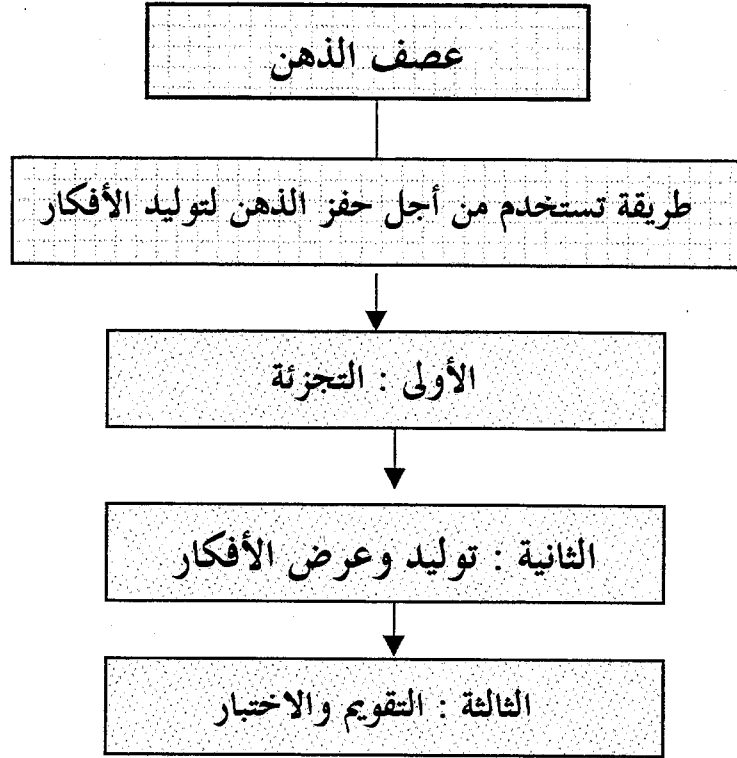 عصف الذهن
طريقة تستخدم من أجل حفز الذهن لتوليد الأفكار
الأولى : التجزئة
الثانية : توليد وعرض الأفكار
الثالثة : التقويم والاختبار